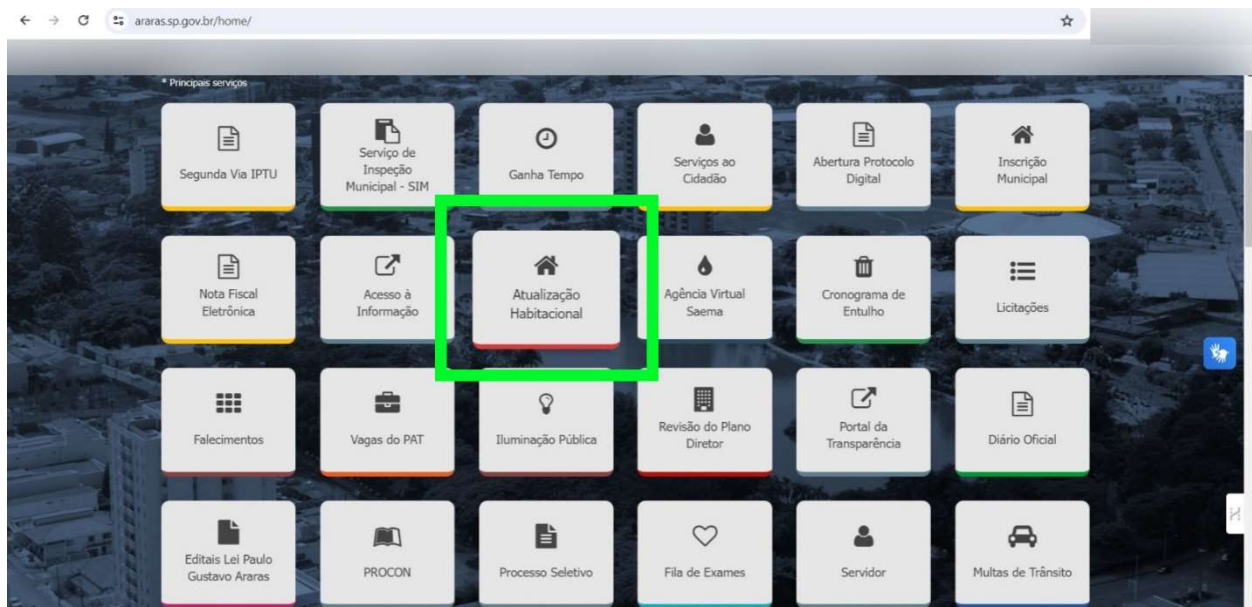 araras.sp.gov.br/home/
* Principais serviços
Segunda Via IPTU
Serviço de
Inspeção
Municipal - SIM
Ganha Tempo
Serviços ao
Cidadão
Abertura Protocolo
Digital
Inscrição
Municipal
Nota Fiscal
Eletrônica
Acesso à
Informação
Atualização
Habitacional
Agência Virtual
Saema
Cronograma de
Entulho
Licitações
Falecimentos
Vagas do PAT
Iluminação Pública
Revisão do Plano
Diretor
Portal da
Transparência
Diário Oficial
Editais Lei Paulo
Gustavo Araras
PROCON
Processo Seletivo
Fila de Exames
Servidor
Multas de Trânsito